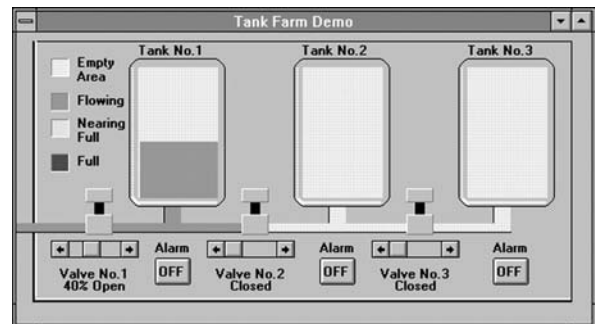 Tank Farm Demo
Tank No.1
Tank No.2
Tank No.3
Empty
Area
Flowing
Nearing
Full
Full
Valve No.1
40% Open
Alarm
OFF
Valve No.2
Closed
Alarm
OFF
Valve No.3
Closed
Alarm
OFF